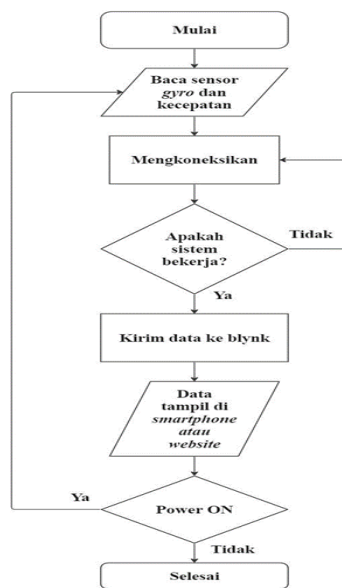 Mulai
Baca sensor
gyro dan
kecepatan
Mengkoneksikan
Apakah
sistem
bekerja?
Tidak
Ya
Kirim data ke blynk
Data
tampil di
smartphone
atau
website
Ya
Power ON
Tidak
Selesai